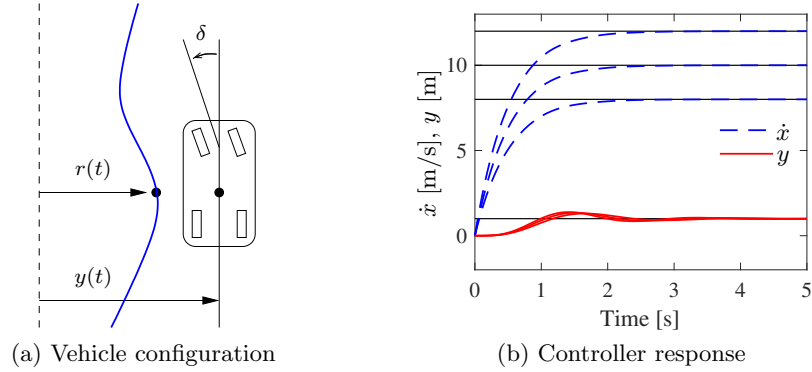 δ
r(t)
y(t)
(a) Vehicle configuration
ẋ [m/s], y [m]
10
5
0
ẋ
y
0 1 2 3 4 5
Time [s]
(b) Controller response